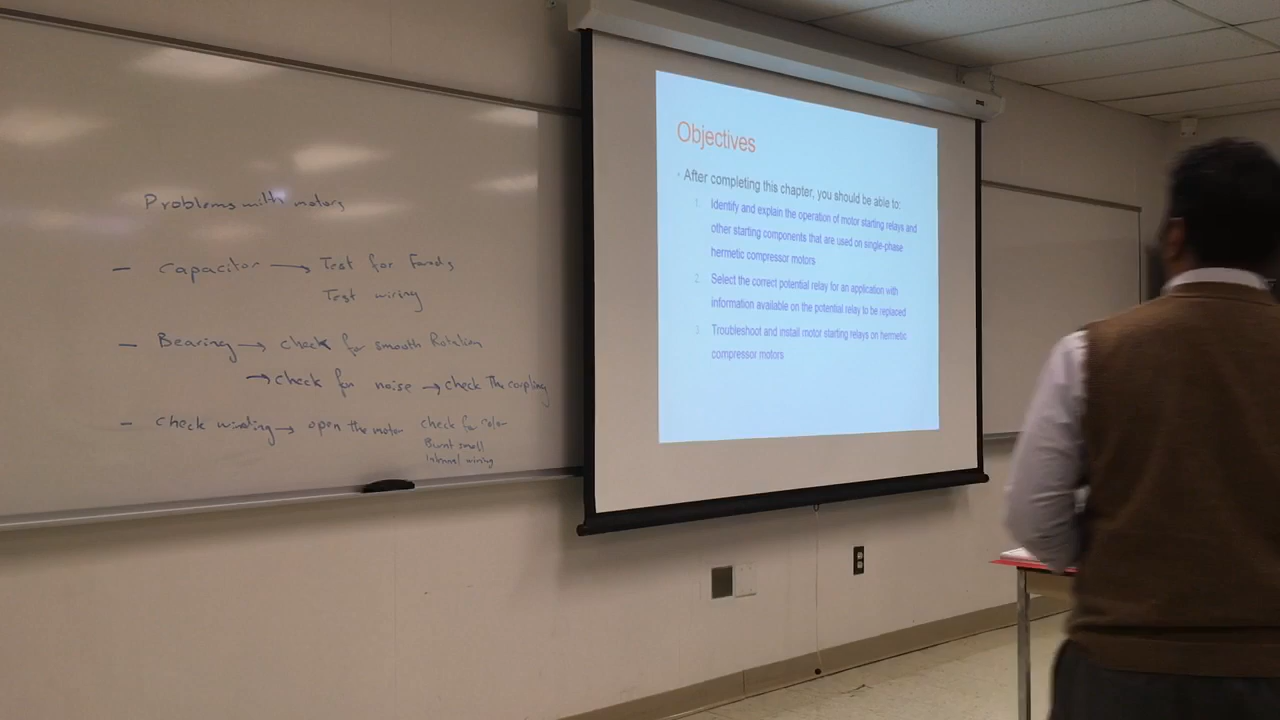 Problems with motors
- Capacitor → Test for Farads
Test wiring
- Bearing → check for smooth Rotation
→ check for noise → check The coupling
- Check winding → open the motor check for color
Burnt smell
Internal wiring
Objectives
• After completing this chapter, you should be able to:
1. Identify and explain the operation of motor starting relays and
other starting components that are used on single-phase
hermetic compressor motors
2. Select the correct potential relay for an application with
information available on the potential relay to be replaced
3. Troubleshoot and install motor starting relays on hermetic
compressor motors